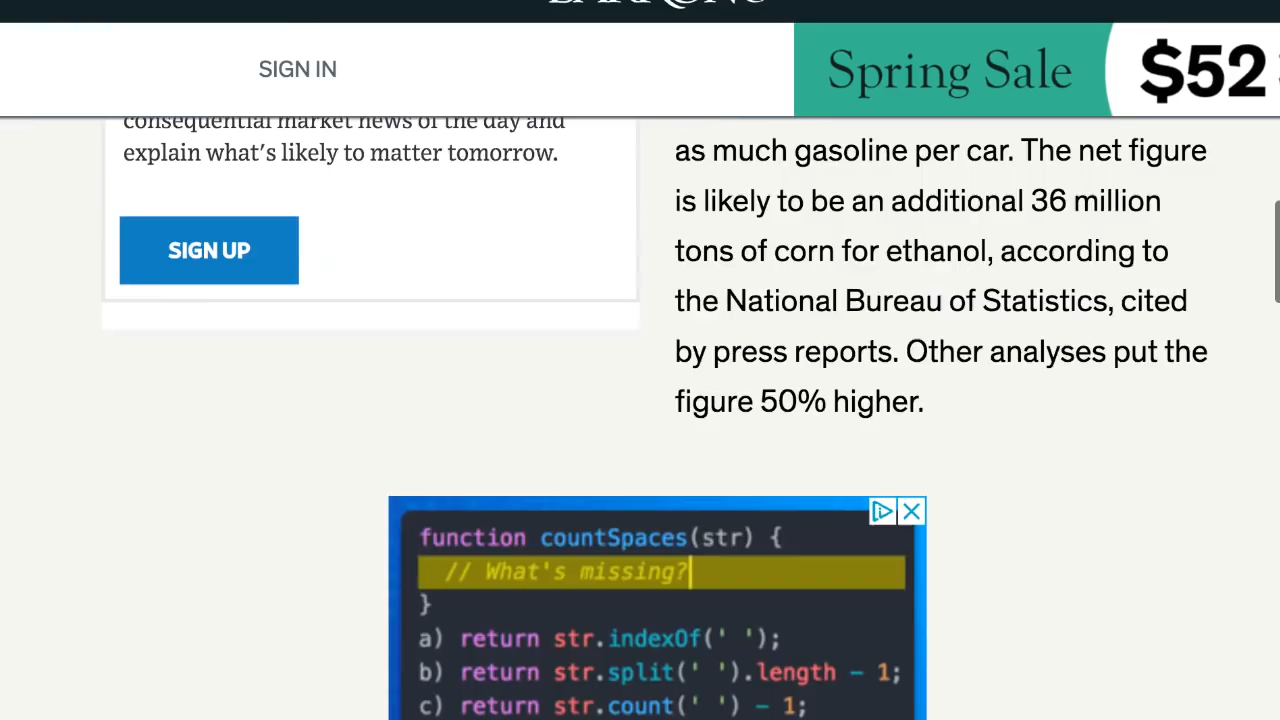 SIGN IN
Spring Sale
$52
consequential market news of the day and
explain what's likely to matter tomorrow.
SIGN UP
as much gasoline per car. The net figure
is likely to be an additional 36 million
tons of corn for ethanol, according to
the National Bureau of Statistics, cited
by press reports. Other analyses put the
figure 50% higher.
function countSpaces(str) {
// What's missing?
}
a) return str.indexOf(' ');
b) return str.split(' ').length - 1;
c) return str.count(' ') - 1;